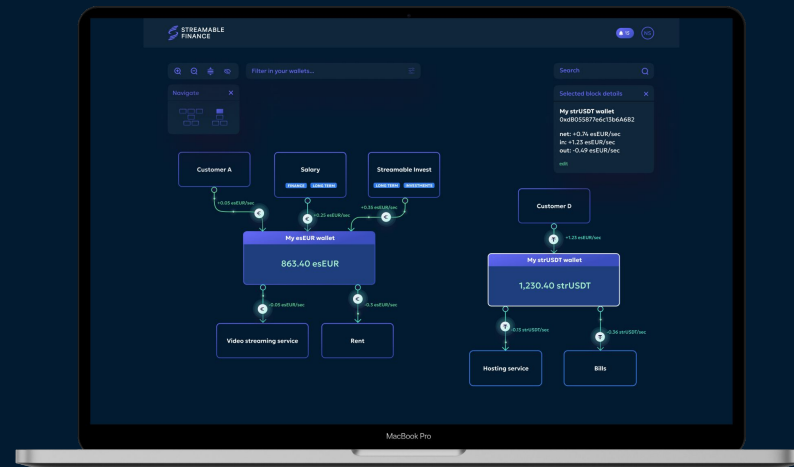 STREAMABLE
FINANCE
Filter in your wallets...
Search
Navigate
Selected block details
My strUSDT wallet
net: +0.74 esEUR/sec
in: +1.23 esEUR/sec
out: -0.49 esEUR/sec
edit
Customer A
Salary
FINANCE
LONG TERM
Streamable Invest
LONG TERM
INVESTMENTS
+0.05 esEUR/sec
+0.25 esEUR/sec
+0.35 esEUR/sec
My esEUR wallet
863.40 esEUR
-0.05 esEUR/sec
-0.3 esEUR/sec
Video streaming service
Rent
Customer D
+1.23 esEUR/sec
My strUSDT wallet
1,230.40 strUSDT
-0.13 strUSDT/sec
-0.36 strUSDT/sec
Hosting service
Bills
MacBook Pro